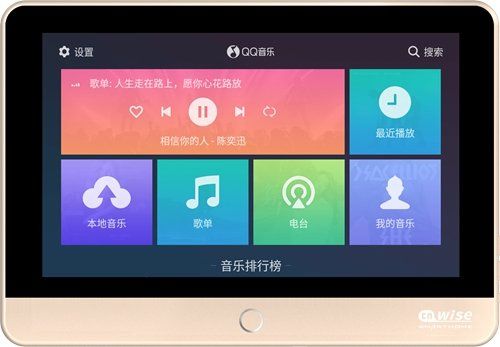 设置
QQ音乐
搜索
歌单: 人生走在路上，愿你心花路放
相信你的人 - 陈奕迅
最近播放
本地音乐
歌单
电台
我的音乐
音乐排行榜
wise